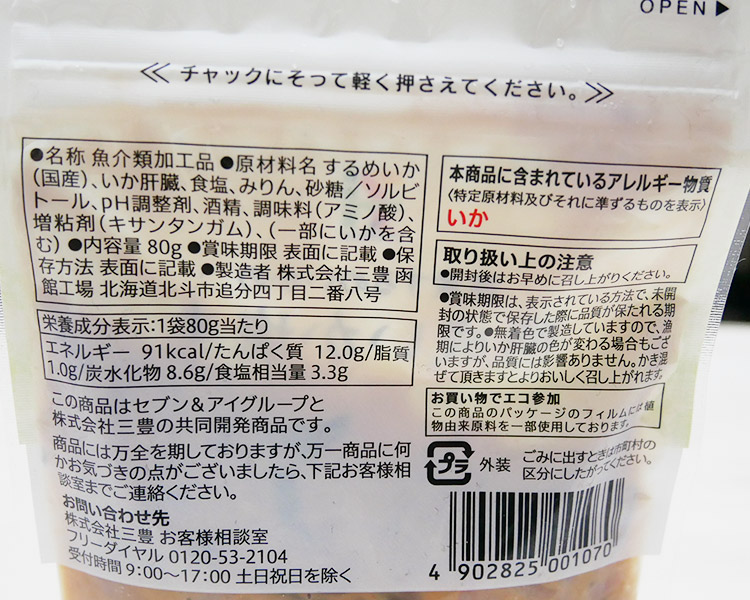 OPEN▶
≪ チャックにそって軽く押さえてください。≫
●名称 魚介類加工品 ●原材料名 するめいか
(国産)、いか肝臓、食塩、みりん、砂糖／ソルビ
トール、pH調整剤、酒精、調味料(アミノ酸)、
増粘剤(キサンタンガム)、(一部にいかを含
む) ●内容量 80g ●賞味期限 表面に記載 ●保
存方法 表面に記載 ●製造者 株式会社三豊 函
館工場 北海道北斗市追分四丁目二番八号
栄養成分表示:1袋80g当たり
エネルギー 91kcal/たんぱく質 12.0g/脂質
1.0g/炭水化物 8.6g/食塩相当量 3.3g
この商品はセブン＆アイグループと
株式会社三豊の共同開発商品です。
商品には万全を期しておりますが、万一商品に何
かお気づきの点がございましたら、下記お客様相
談室までご連絡ください。
お問い合わせ先
株式会社三豊 お客様相談室
フリーダイヤル 0120-53-2104
受付時間 9:00〜17:00 土日祝日を除く
本商品に含まれているアレルギー物質
〈特定原材料及びそれに準ずるものを表示〉
いか
取り扱い上の注意
●開封後はお早めに召し上がりください。
●賞味期限は、表示されている方法で、未開
封の状態で保存した際に品質が保たれる期
限です。●無着色で製造していますので、漁
期によりいか肝臓の色が変わる場合もござ
いますが、品質には影響ありません。かき混
ぜて頂きますとよりおいしく召し上がれます。
お買い物でエコ参加
この商品のパッケージのフィルムには植
物由来原料を一部使用しております。
プラ 外装 ごみに出すときは市町村の
区分にしたがってください。
4 902825 001070